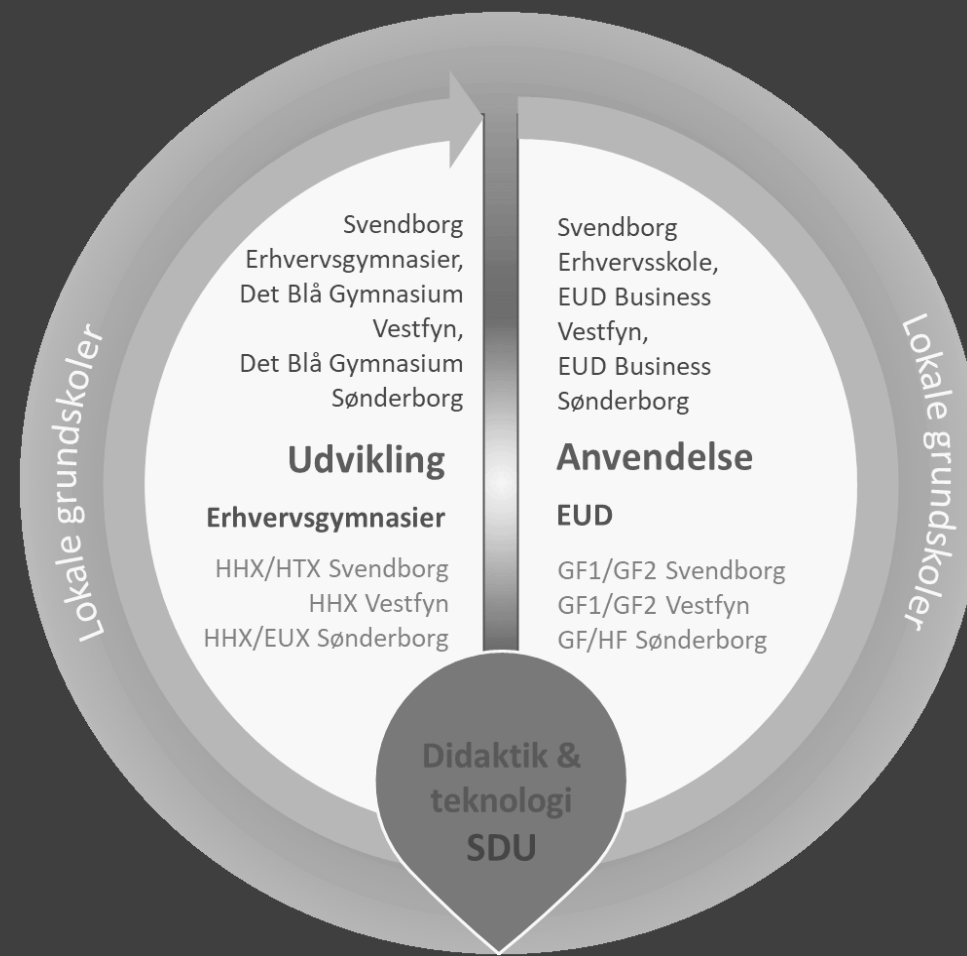 Lokale grundskoler
Svendborg
Erhvervsgymnasier,
Det Blå Gymnasium
Vestfyn,
Det Blå Gymnasium
Sønderborg
Udvikling
Erhvervsgymnasier
HHX/HTX Svendborg
HHX Vestfyn
HHX/EUX Sønderborg
Svendborg
Erhvervsskole,
EUD Business
Vestfyn,
EUD Business
Sønderborg
Anvendelse
EUD
GF1/GF2 Svendborg
GF1/GF2 Vestfyn
GF/HF Sønderborg
Lokale grundskoler
Didaktik &
teknologi
SDU